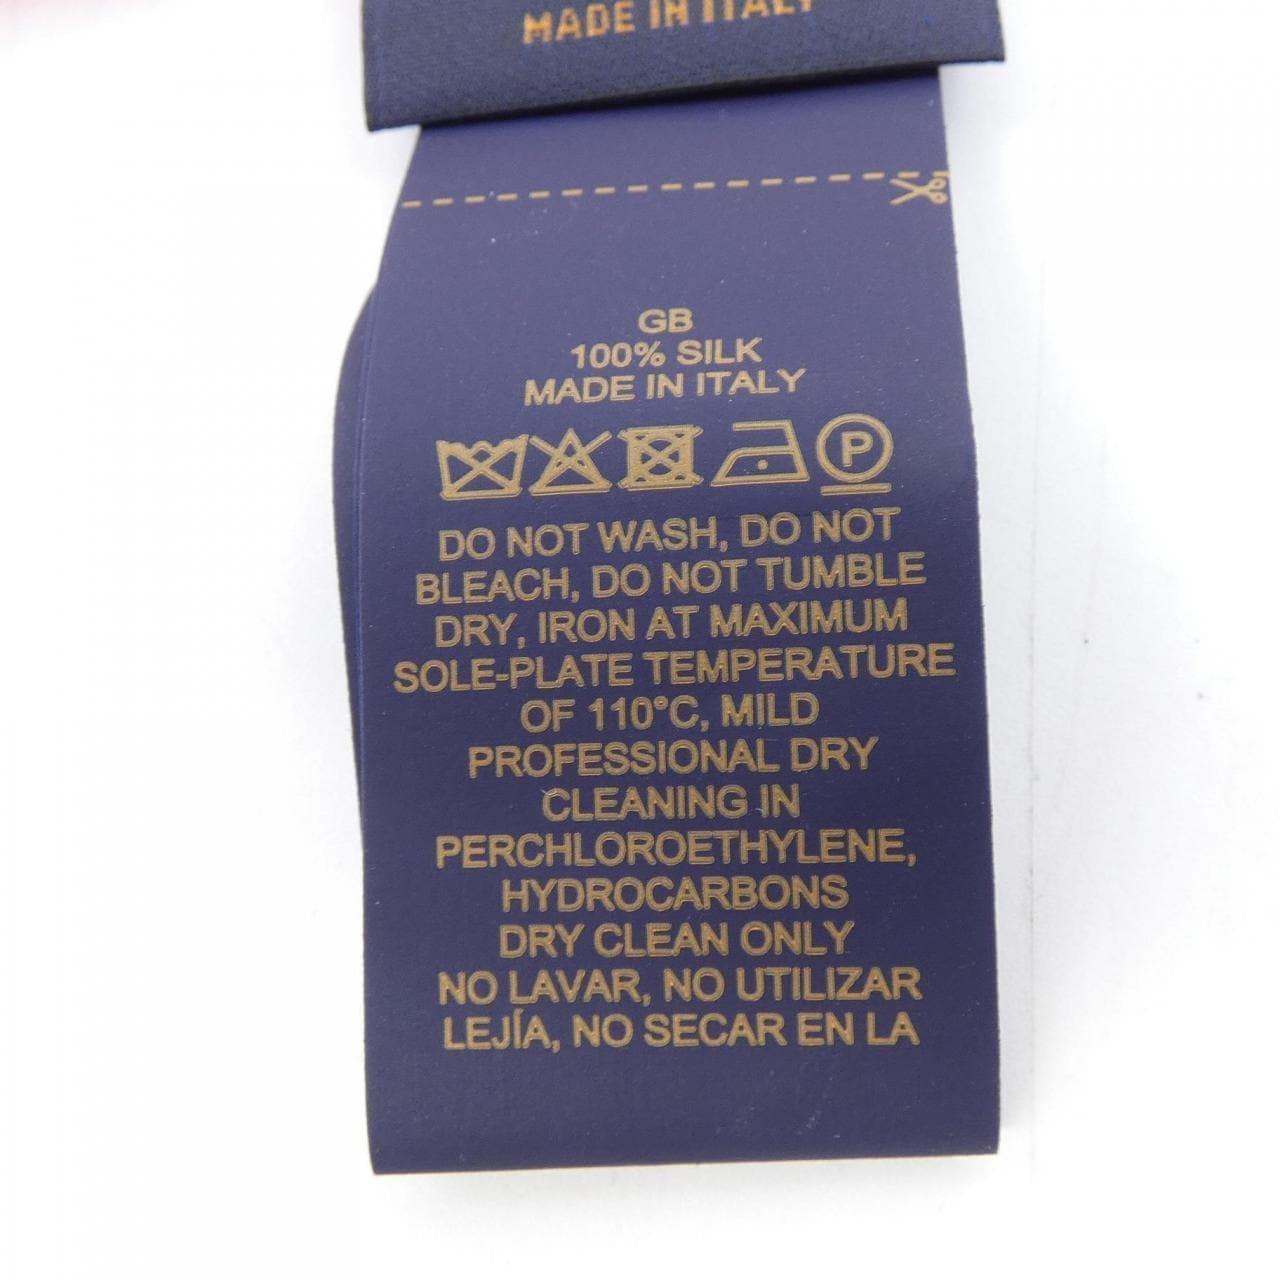 MADE IN ITALY
GB
100% SILK
MADE IN ITALY
P
DO NOT WASH, DO NOT
BLEACH, DO NOT TUMBLE
DRY, IRON AT MAXIMUM
SOLE-PLATE TEMPERATURE
OF 110°C, MILD
PROFESSIONAL DRY
CLEANING IN
PERCHLOROETHYLENE,
HYDROCARBONS
DRY CLEAN ONLY
NO LAVAR, NO UTILIZAR
LEJÍA, NO SECAR EN LA